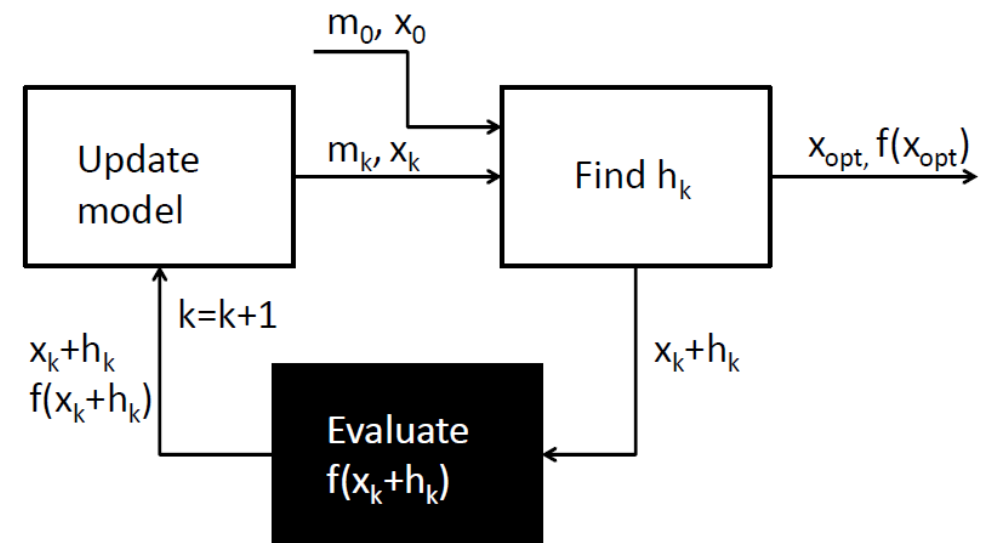 m₀, x₀
Update
model
mₖ, xₖ
Find hₖ
xₒₚₜ, f(xₒₚₜ)
k=k+1
xₖ+hₖ
f(xₖ+hₖ)
xₖ+hₖ
Evaluate
f(xₖ+hₖ)